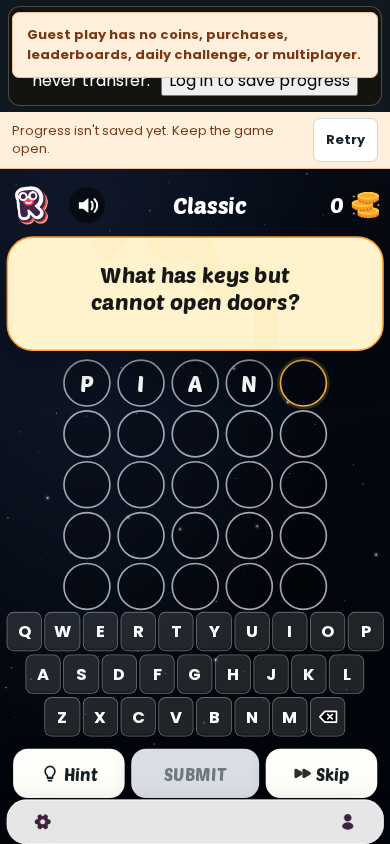 Guest play has no coins, purchases,
leaderboards, daily challenge, or multiplayer.
never transfer. Log in to save progress
Progress isn't saved yet. Keep the game
open.
Retry
R
Classic
0
What has keys but
cannot open doors?
P I A N
Q W E R T Y U I O P
A S D F G H J K L
Z X C V B N M
Hint
SUBMIT
Skip